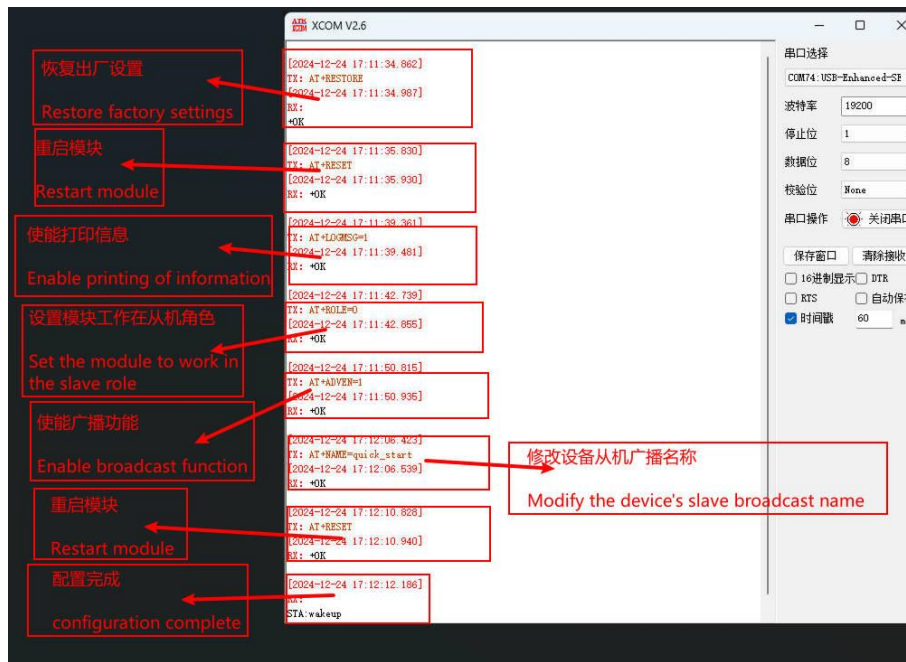 XCOM V2.6
恢复出厂设置
Restore factory settings
重启模块
Restart module
使能打印信息
Enable printing of information
设置模块工作在从机角色
Set the module to work in
the slave role
使能广播功能
Enable broadcast function
重启模块
Restart module
配置完成
configuration complete
[2024-12-24 17:11:34.862]
TX: AT+RESTORE
[2024-12-24 17:11:34.987]
RX:
+OK
[2024-12-24 17:11:35.830]
TX: AT+RESET
[2024-12-24 17:11:35.930]
RX: +OK
[2024-12-24 17:11:39.361]
TX: AT+LOGMSG=1
[2024-12-24 17:11:39.481]
RX: +OK
[2024-12-24 17:11:42.739]
TX: AT+ROLE=0
[2024-12-24 17:11:42.855]
RX: +OK
[2024-12-24 17:11:50.815]
TX: AT+ADVEN=1
[2024-12-24 17:11:50.935]
RX: +OK
[2024-12-24 17:12:06.423]
TX: AT+NAME=quick_start
[2024-12-24 17:12:06.539]
RX: +OK
[2024-12-24 17:12:10.828]
TX: AT+RESET
[2024-12-24 17:12:10.940]
RX: +OK
[2024-12-24 17:12:12.186]
RX:
STA:wakeup
修改设备从机广播名称
Modify the device's slave broadcast name
串口选择
COM74:USB-Enhanced-SE
波特率 19200
停止位 1
数据位 8
校验位 None
串口操作 关闭串口
保存窗口 清除接收
16进制显示 DTR
RTS 自动保
时间戳 60